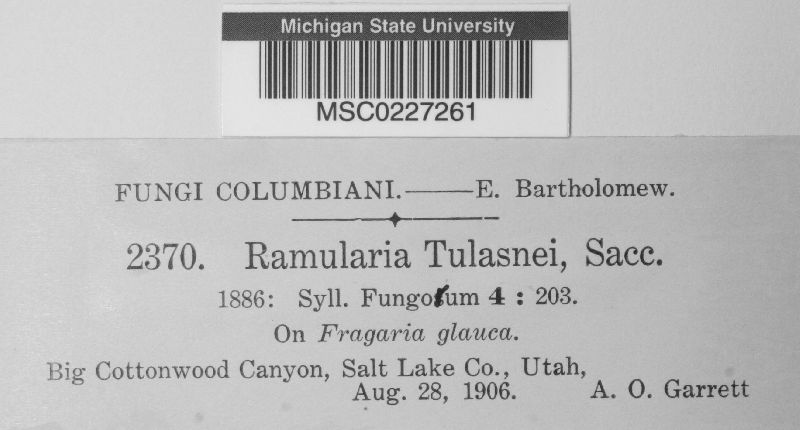 Michigan State University
MSC0227261
FUNGI COLUMBIANI.——E. Bartholomew.
2370. Ramularia Tulasnei, Sacc.
1886: Syll. Fungorum 4 : 203.
On Fragaria glauca.
Big Cottonwood Canyon, Salt Lake Co., Utah,
Aug. 28, 1906. A. O. Garrett